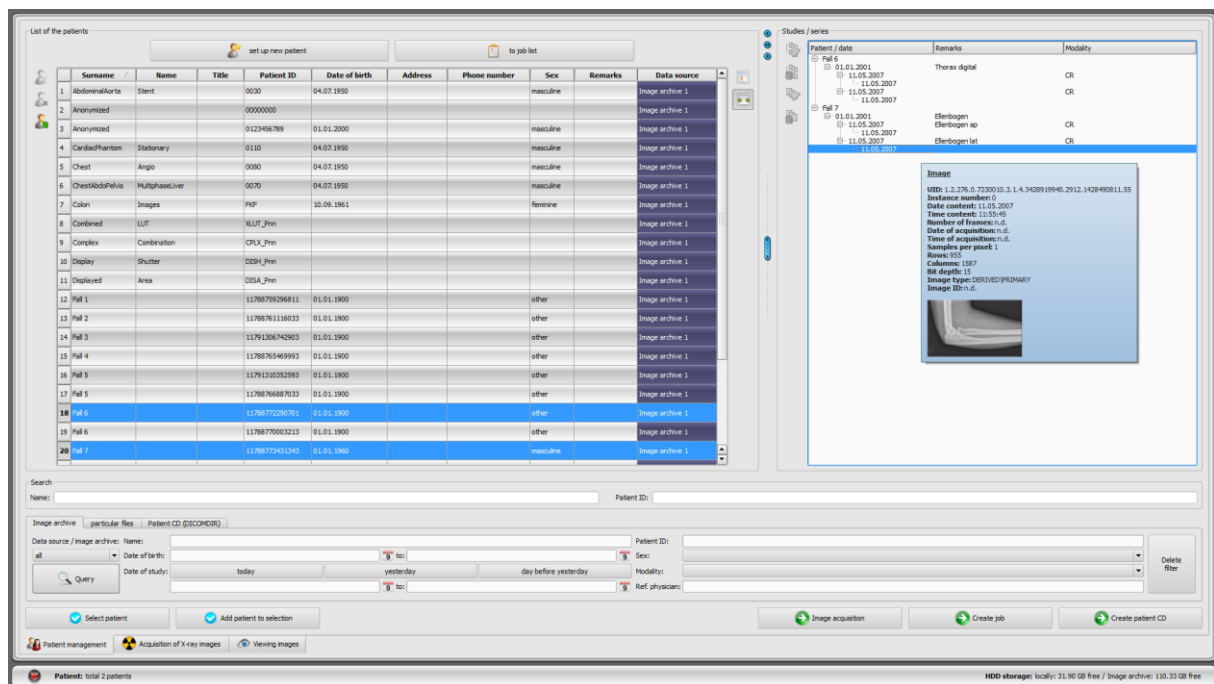 List of the patients
set up new patient
to job list
Surname Name Title Patient ID Date of birth Address Phone number Sex Remarks Data source
1 AbdominalAorta Stent 0030 04.07.1950 masculine Image archive 1
2 Anonymized 00000000 Image archive 1
3 Anonymized 0123456789 01.01.2000 masculine Image archive 1
4 CardiacPhantom Stationary 0110 04.07.1950 masculine Image archive 1
5 Chest Angio 0080 04.07.1950 masculine Image archive 1
6 ChestAbdoPelvis MultiphaseLiver 0070 04.07.1950 masculine Image archive 1
7 Colon Images 10.09.1961 feminine Image archive 1
8 Combined LUT XLUT_Pnn Image archive 1
9 Complex Combination CPLX_Pnn Image archive 1
10 Display Shutter DISH_Pnn Image archive 1
11 Displayed Area DISA_Pnn Image archive 1
12 Fall 1 11788759296811 01.01.1900 other Image archive 1
13 Fall 2 11788761116033 01.01.1900 other Image archive 1
14 Fall 3 11791306742903 01.01.1900 other Image archive 1
15 Fall 4 11788765469993 01.01.1900 other Image archive 1
16 Fall 5 11791310352593 01.01.1900 other Image archive 1
17 Fall 5 11788766887033 01.01.1900 other Image archive 1
18 Fall 6 11788772290701 01.01.1900 other Image archive 1
19 Fall 6 11788770003213 01.01.1900 other Image archive 1
20 Fall 7 11788773431343 01.01.1960 masculine Image archive 1
Studies / series
Patient / date Remarks Modality
Fall 6
01.01.2001 Thorax digital
11.05.2007 CR
11.05.2007
11.05.2007 CR
11.05.2007
Fall 7
01.01.2001 Ellenbogen
11.05.2007 Ellenbogen ap CR
11.05.2007
11.05.2007 Ellenbogen lat CR
11.05.2007
Image
UID: 1.2.276.0.7230010.3.1.4.3428919940.2912.1428490811.55
Instance number: 0
Date content: 11.05.2007
Time content: 11:55:45
Number of frames: n.d.
Date of acquisition: n.d.
Time of acquisition: n.d.
Samples per pixel: 1
Rows: 955
Columns: 1587
Bit depth: 15
Image type: DERIVED\PRIMARY
Image ID: n.d.
Search
Name: Patient ID:
Image archive particular files Patient CD (DICOMDIR)
Data source / image archive: Name: Patient ID:
all Date of birth: 9 to: 9 Sex:
Query Date of study: today yesterday day before yesterday Modality:
9 to: 9 Ref. physician:
Delete
filter
Select patient Add patient to selection Image acquisition Create job Create patient CD
Patient management Acquisition of X-ray images Viewing images
Patient: total 2 patients HDD storage: locally: 31.90 GB free / Image archive: 110.33 GB free